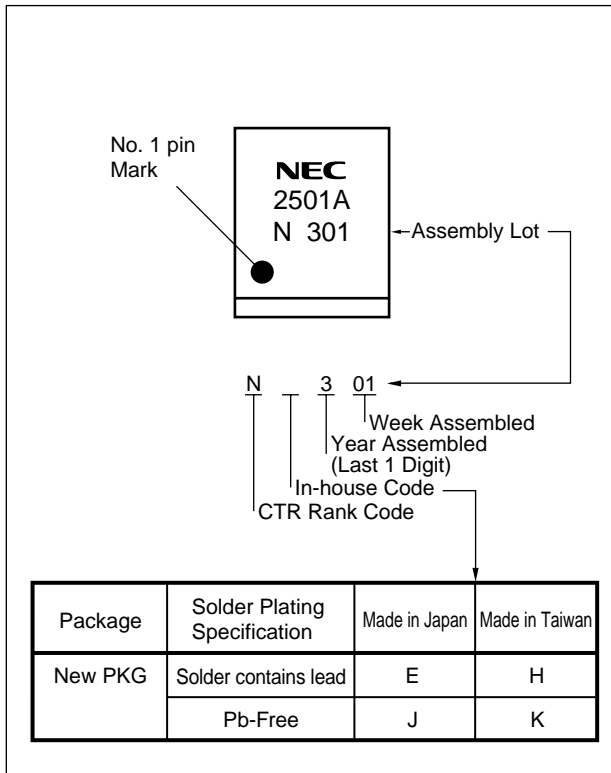 No. 1 pin
Mark
NEC
2501A
N 301
Assembly Lot
N 3 01
Week Assembled
Year Assembled
(Last 1 Digit)
In-house Code
CTR Rank Code
Package Solder Plating Specification Made in Japan Made in Taiwan
New PKG Solder contains lead E H
Pb-Free J K